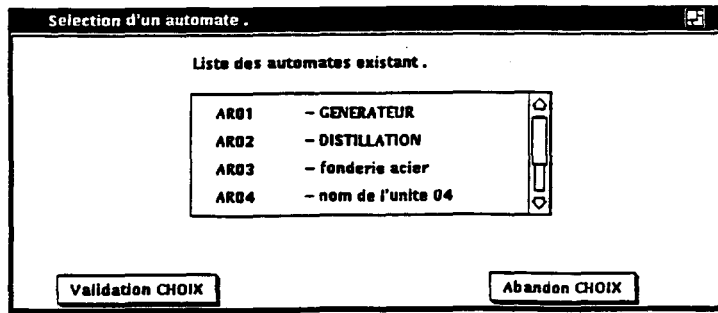 Selection d'un automate .
Liste des automates existant .
AR01 – GENERATEUR
AR02 – DISTILLATION
AR03 – fonderie acier
AR04 – nom de l'unite 04
Validation CHOIX
Abandon CHOIX